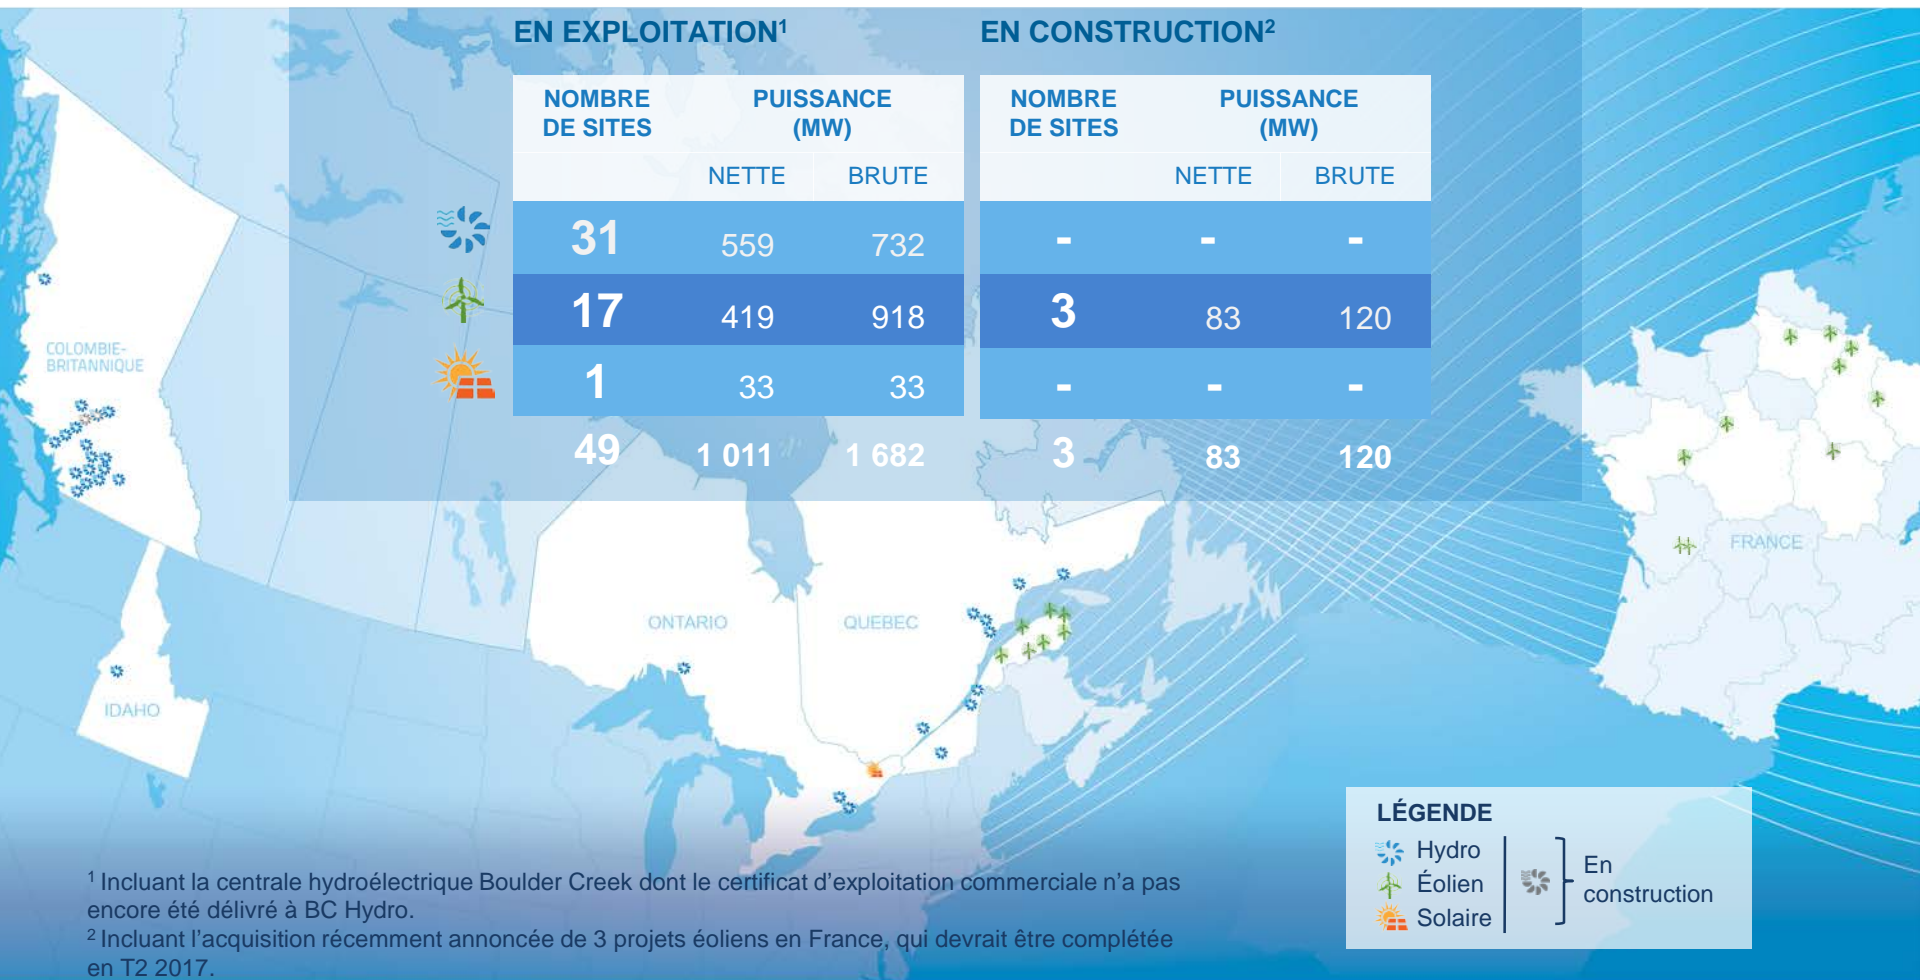 EN EXPLOITATION¹
EN CONSTRUCTION²
NOMBRE DE SITES
PUISSANCE (MW)
NOMBRE DE SITES
PUISSANCE (MW)
NETTE BRUTE
NETTE BRUTE
31 559 732 - - -
17 419 918 3 83 120
1 33 33 - - -
49 1 011 1 682 3 83 120
COLOMBIE-
BRITANNIQUE
IDAHO
ONTARIO
QUEBEC
FRANCE
LÉGENDE
Hydro
Éolien
Solaire
En
construction
¹ Incluant la centrale hydroélectrique Boulder Creek dont le certificat d’exploitation commerciale n’a pas
encore été délivré à BC Hydro.
² Incluant l’acquisition récemment annoncée de 3 projets éoliens en France, qui devrait être complétée
en T2 2017.